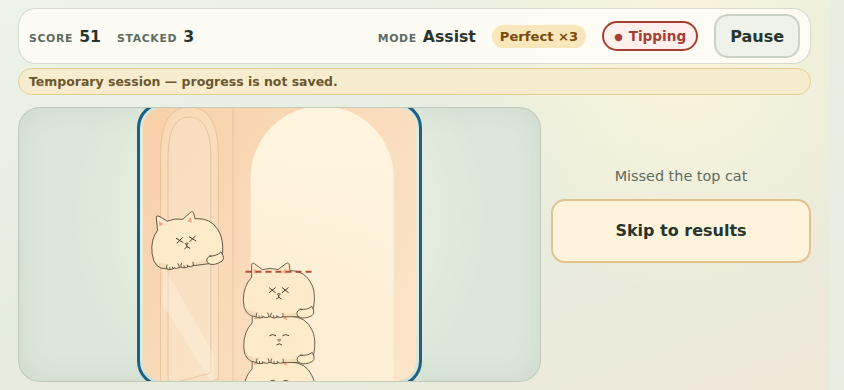 SCORE 51 STACKED 3 MODE Assist Perfect ×3 ● Tipping Pause
Temporary session — progress is not saved.
Missed the top cat
Skip to results